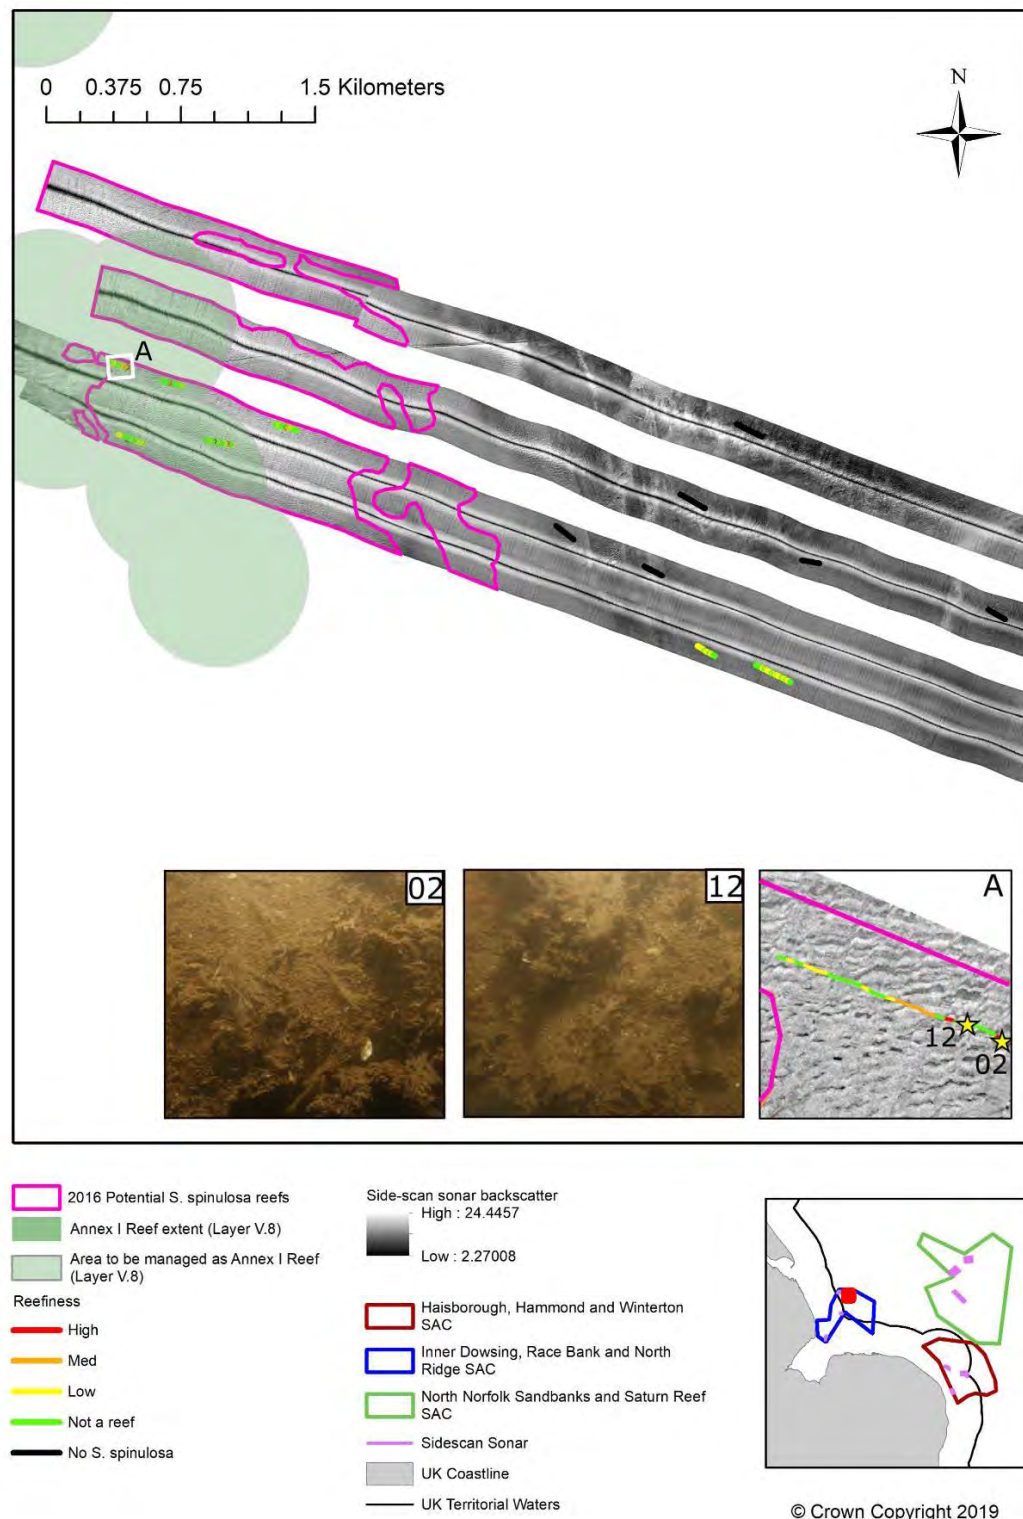 0 0.375 0.75 1.5 Kilometers
N
A
02
12
A
12
02
2016 Potential S. spinulosa reefs
Annex I Reef extent (Layer V.8)
Area to be managed as Annex I Reef
(Layer V.8)
Reefiness
High
Med
Low
Not a reef
No S. spinulosa
Side-scan sonar backscatter
High : 24.4457
Low : 2.27008
Haisborough, Hammond and Winterton
SAC
Inner Dowsing, Race Bank and North
Ridge SAC
North Norfolk Sandbanks and Saturn Reef
SAC
Sidescan Sonar
UK Coastline
UK Territorial Waters
© Crown Copyright 2019